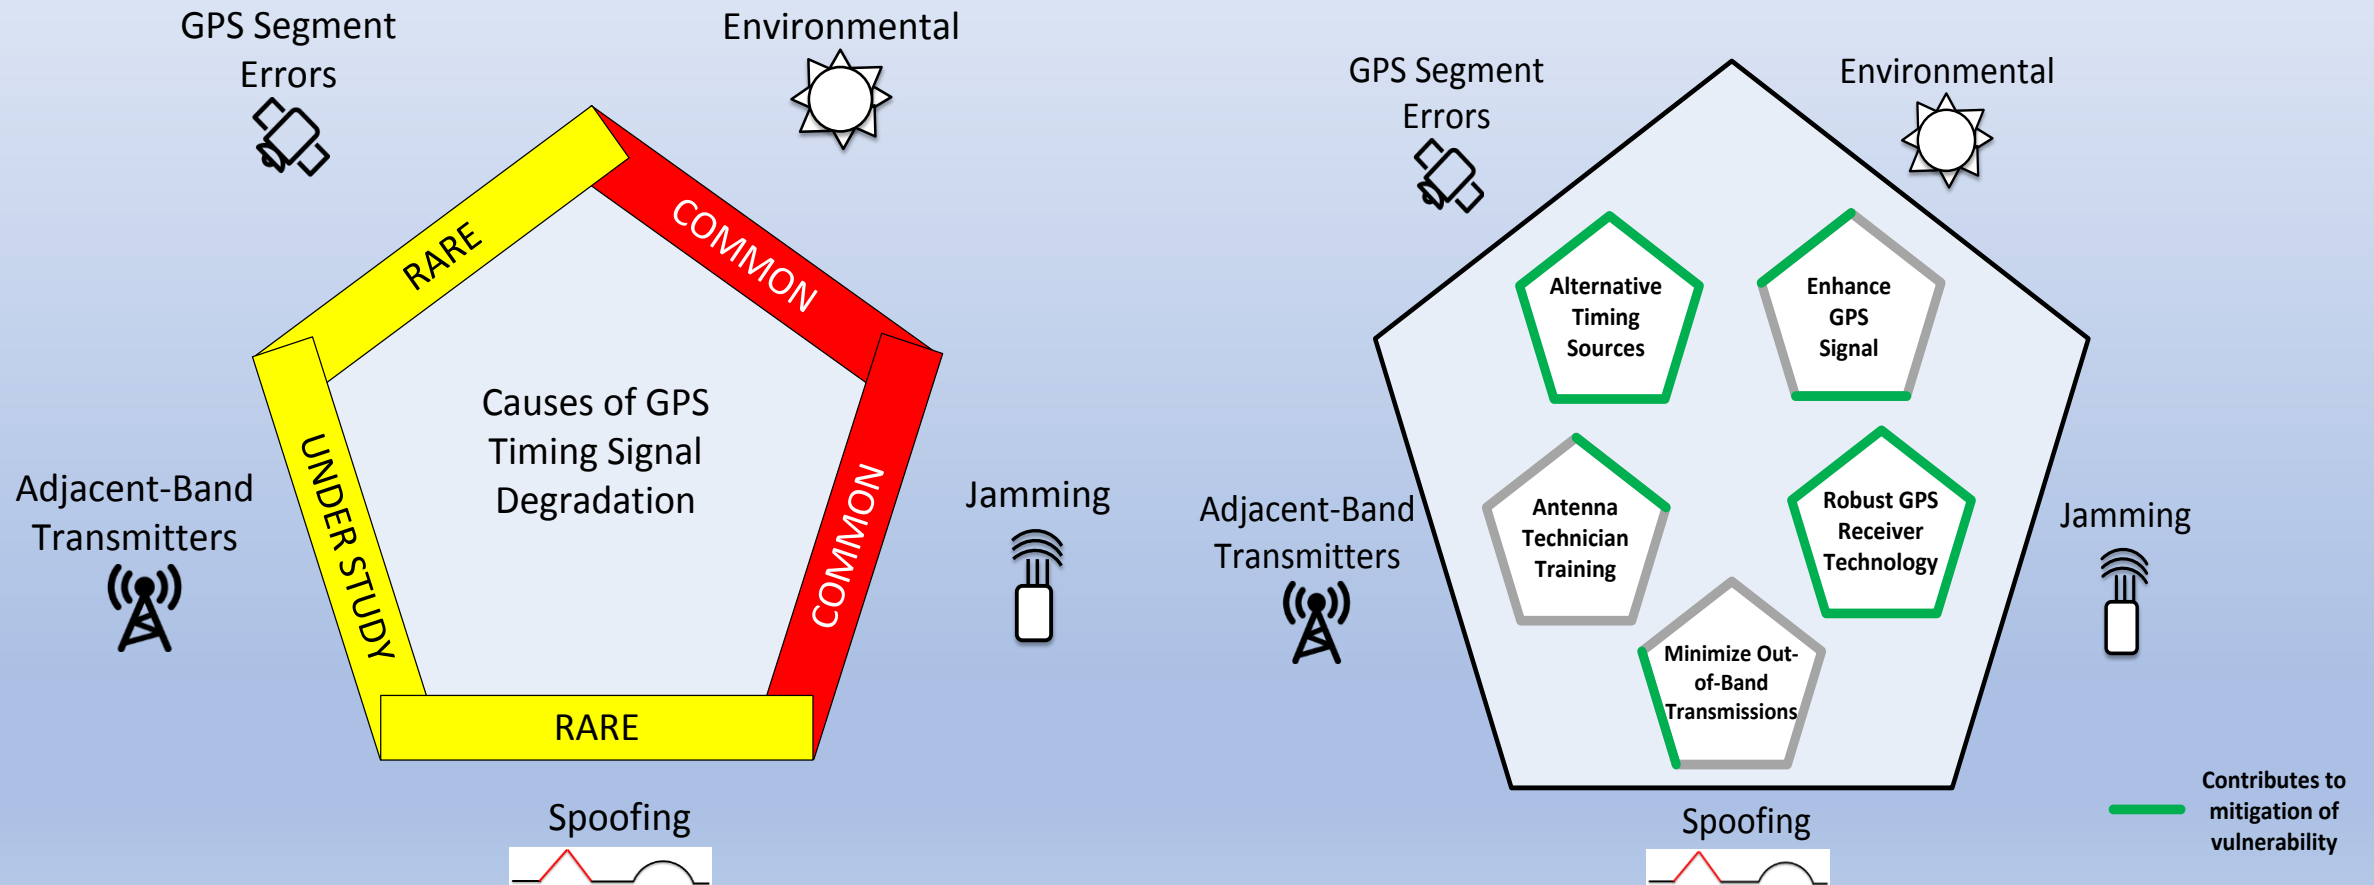 GPS Segment
Errors
Environmental
RARE
COMMON
Causes of GPS
Timing Signal
Degradation
UNDER STUDY
COMMON
Adjacent-Band
Transmitters
Jamming
RARE
Spoofing
GPS Segment
Errors
Environmental
Alternative
Timing
Sources
Enhance
GPS
Signal
Antenna
Technician
Training
Robust GPS
Receiver
Technology
Adjacent-Band
Transmitters
Jamming
Minimize Out-
of-Band
Transmissions
Spoofing
Contributes to
mitigation of
vulnerability